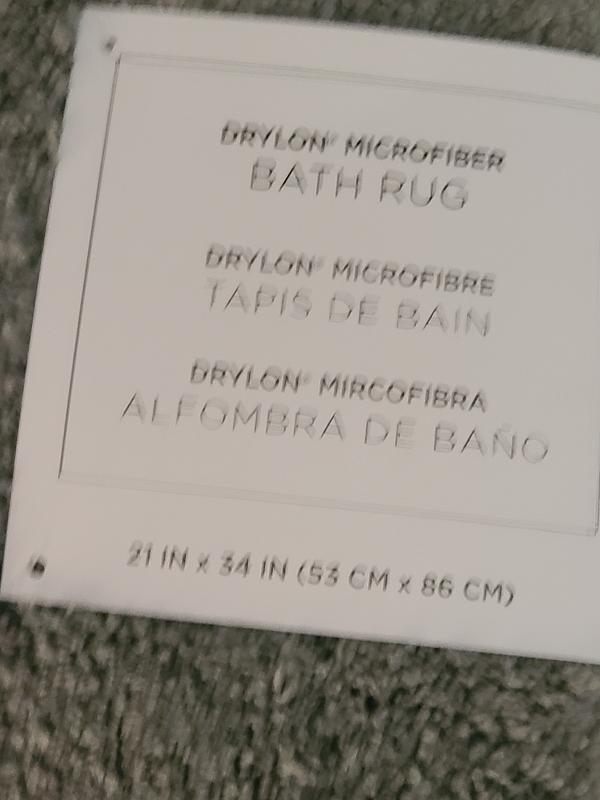 DRYLON® MICROFIBER
BATH RUG
DRYLON® MICROFIBRE
TAPIS DE BAIN
DRYLON® MIRCOFIBRA
ALFOMBRA DE BAÑO
21 IN x 34 IN (53 CM x 86 CM)